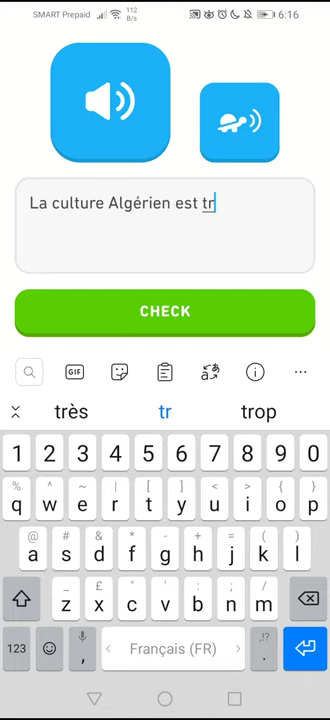 SMART Prepaid 112 B/s 6:16
La culture Algérien est tr
CHECK
GIF
très tr trop
1 2 3 4 5 6 7 8 9 0
% ^ ~ | [ ] < > { }
q w e r t y u i o p
@ # & * - + = ( )
a s d f g h j k l
_ £ " ' : ; /
z x c v b n m
123 , Français (FR) ,!? .